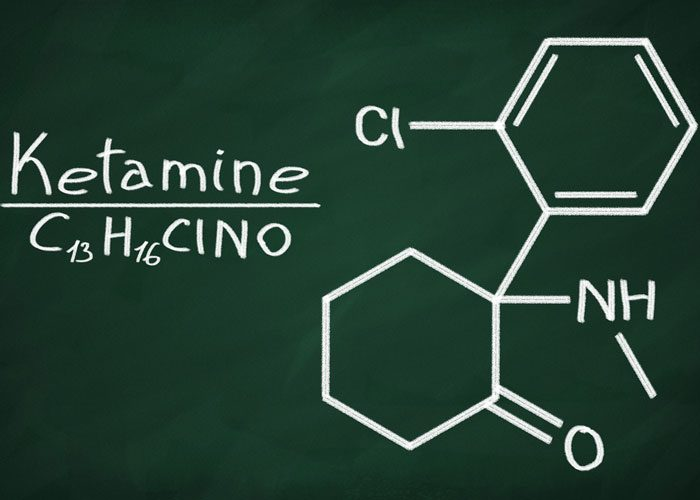 Ketamine
C₁₃H₁₆ClNO
Cl
NH
O